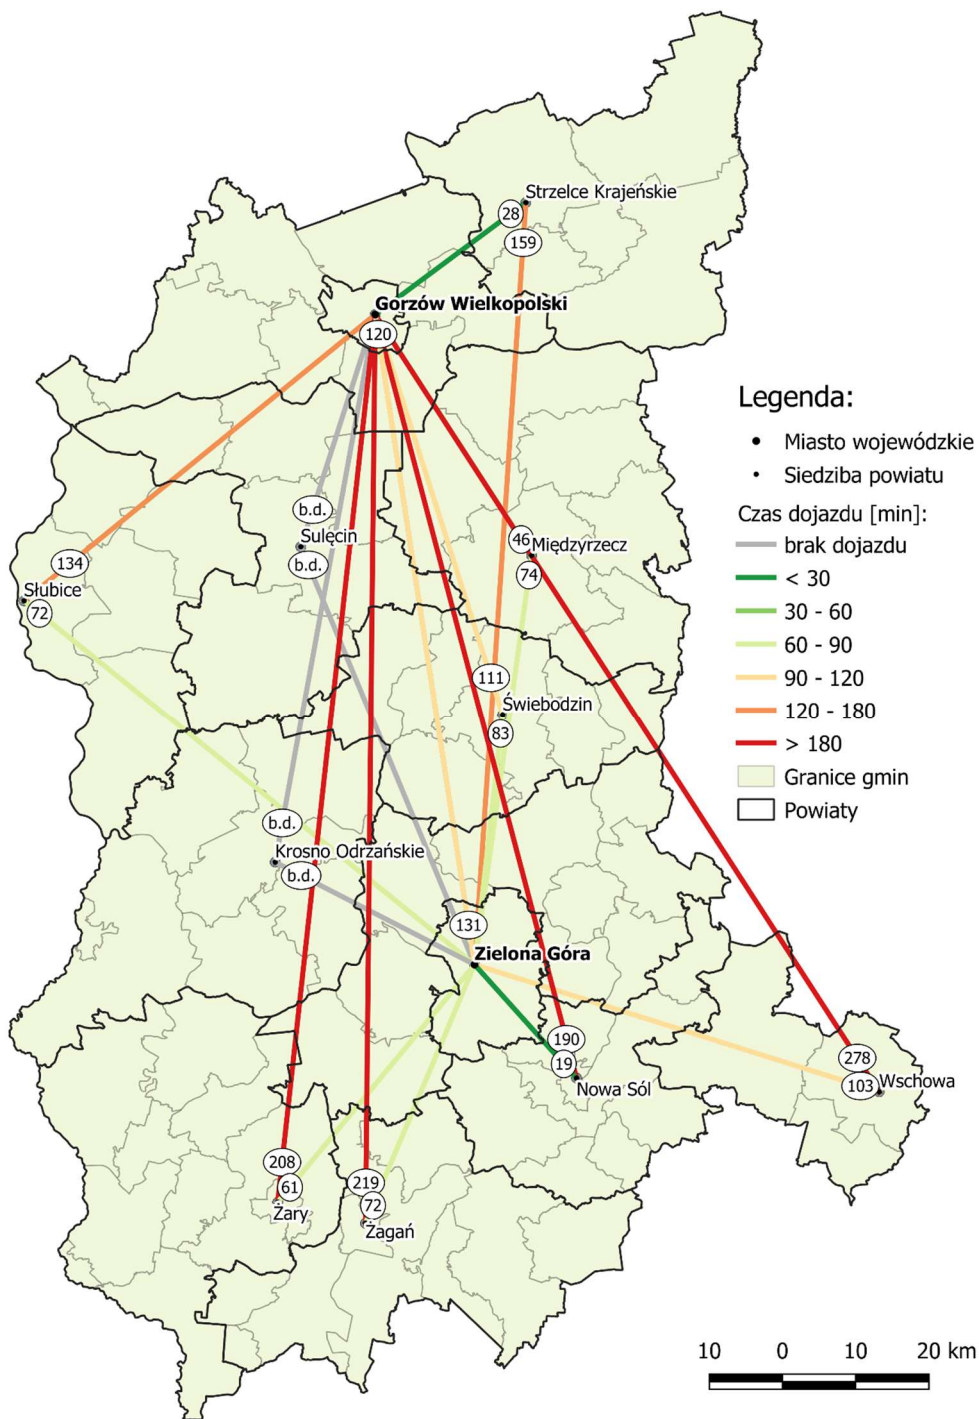 Strzelce Krajeńskie
28
159
Gorzów Wielkopolski
120
Legenda:
Miasto wojewódzkie
Siedziba powiatu
Czas dojazdu [min]:
brak dojazdu
< 30
30 - 60
60 - 90
90 - 120
120 - 180
> 180
Granice gmin
Powiaty
b.d.
Sulęcin
b.d.
46
Międzyrzecz
74
134
Słubice
72
111
Świebodzin
83
b.d.
Krosno Odrzańskie
b.d.
131
Zielona Góra
190
19
Nowa Sól
278
Wschowa
103
208
61
Żary
219
72
Żagań
10 0 10 20 km